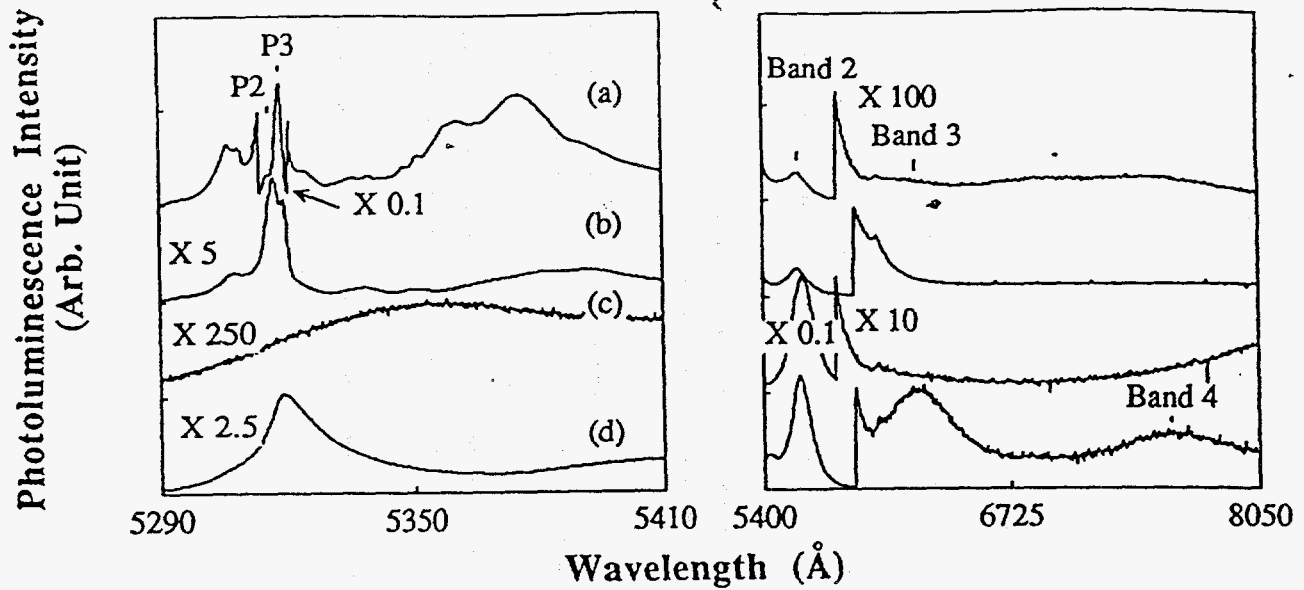 Photoluminescence Intensity
(Arb. Unit)
P3
P2
(a)
X 0.1
(b)
X 5
(c)
X 250
X 2.5
(d)
5290
5350
5410
Band 2
X 100
Band 3
X 0.1
X 10
Band 4
5400
6725
8050
Wavelength (Å)